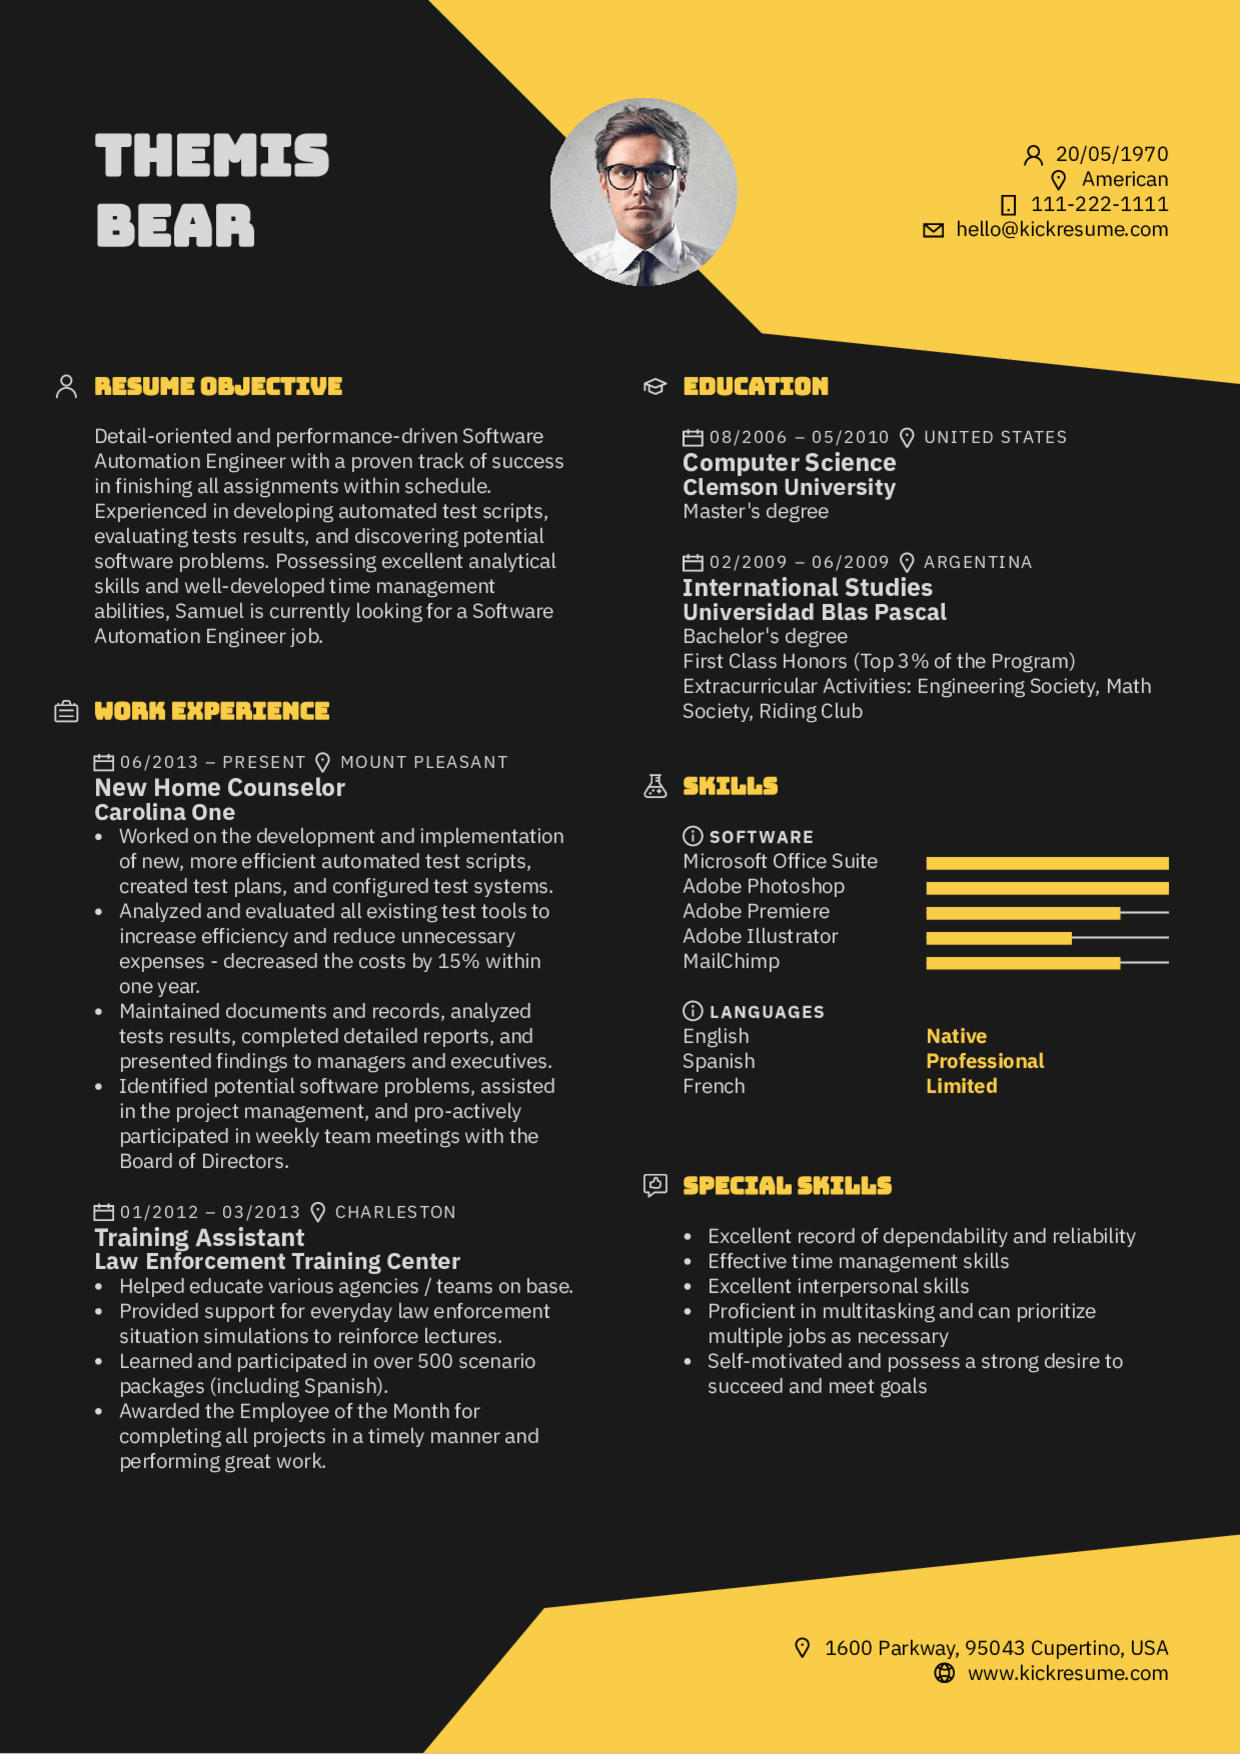 THEMIS
BEAR
20/05/1970
American
111-222-1111
hello@kickresume.com
RESUME OBJECTIVE
Detail-oriented and performance-driven Software
Automation Engineer with a proven track of success
in finishing all assignments within schedule.
Experienced in developing automated test scripts,
evaluating tests results, and discovering potential
software problems. Possessing excellent analytical
skills and well-developed time management
abilities, Samuel is currently looking for a Software
Automation Engineer job.
WORK EXPERIENCE
06/2013 – PRESENT MOUNT PLEASANT
New Home Counselor
Carolina One
• Worked on the development and implementation
of new, more efficient automated test scripts,
created test plans, and configured test systems.
• Analyzed and evaluated all existing test tools to
increase efficiency and reduce unnecessary
expenses - decreased the costs by 15% within
one year.
• Maintained documents and records, analyzed
tests results, completed detailed reports, and
presented findings to managers and executives.
• Identified potential software problems, assisted
in the project management, and pro-actively
participated in weekly team meetings with the
Board of Directors.
01/2012 – 03/2013 CHARLESTON
Training Assistant
Law Enforcement Training Center
• Helped educate various agencies / teams on base.
• Provided support for everyday law enforcement
situation simulations to reinforce lectures.
• Learned and participated in over 500 scenario
packages (including Spanish).
• Awarded the Employee of the Month for
completing all projects in a timely manner and
performing great work.
EDUCATION
08/2006 – 05/2010 UNITED STATES
Computer Science
Clemson University
Master's degree
02/2009 – 06/2009 ARGENTINA
International Studies
Universidad Blas Pascal
Bachelor's degree
First Class Honors (Top 3% of the Program)
Extracurricular Activities: Engineering Society, Math
Society, Riding Club
SKILLS
SOFTWARE
Microsoft Office Suite
Adobe Photoshop
Adobe Premiere
Adobe Illustrator
MailChimp
LANGUAGES
English Native
Spanish Professional
French Limited
SPECIAL SKILLS
• Excellent record of dependability and reliability
• Effective time management skills
• Excellent interpersonal skills
• Proficient in multitasking and can prioritize
multiple jobs as necessary
• Self-motivated and possess a strong desire to
succeed and meet goals
1600 Parkway, 95043 Cupertino, USA
www.kickresume.com